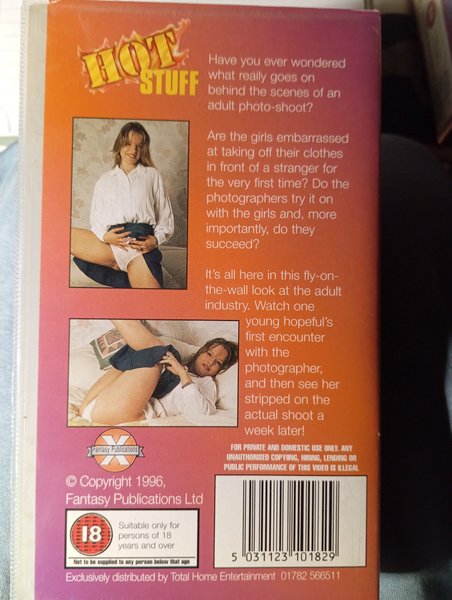 HOT
STUFF
Have you ever wondered
what really goes on
behind the scenes of an
adult photo-shoot?
Are the girls embarrassed
at taking off their clothes
in front of a stranger for
the very first time? Do the
photographers try it on
with the girls and, more
importantly, do they
succeed?
It's all here in this fly-on-
the-wall look at the adult
industry. Watch one
young hopeful's
first encounter
with the
photographer,
and then see her
stripped on the
actual shoot a
week later!
X
Fantasy Publications
FOR PRIVATE AND DOMESTIC USE ONLY. ANY
UNAUTHORISED COPYING, HIRING, LENDING OR
PUBLIC PERFORMANCE OF THIS VIDEO IS ILLEGAL
© Copyright 1996,
Fantasy Publications Ltd
18
Suitable only for
persons of 18
years and over
Not to be supplied to any person below that age
5 031123 101829
Exclusively distributed by Total Home Entertainment 01782 566511